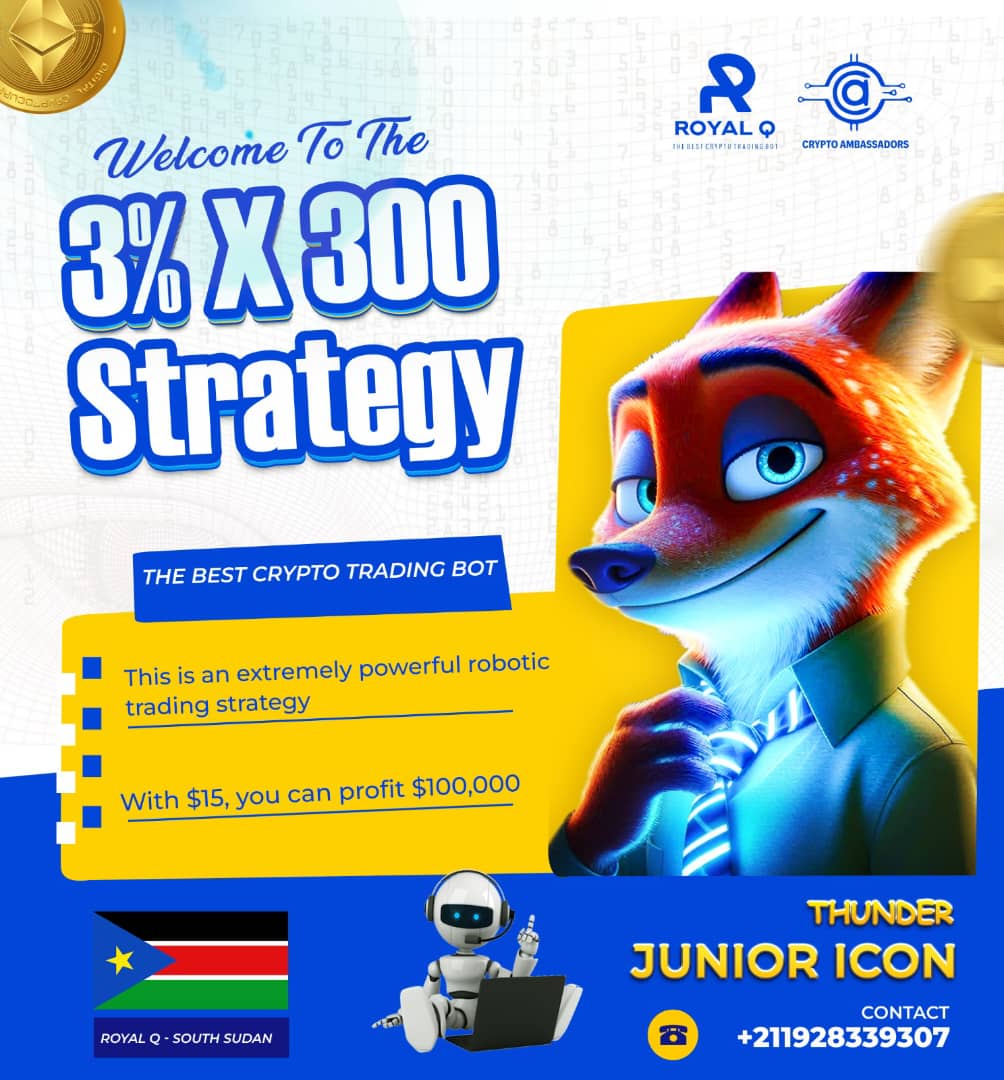 ROYAL Q
THE BEST CRYPTO TRADING BOT
CRYPTO AMBASSADORS
Welcome To The
3% X 300
Strategy
THE BEST CRYPTO TRADING BOT
This is an extremely powerful robotic
trading strategy
With $15, you can profit $100,000
THUNDER
JUNIOR ICON
CONTACT
+211928339307
ROYAL Q - SOUTH SUDAN